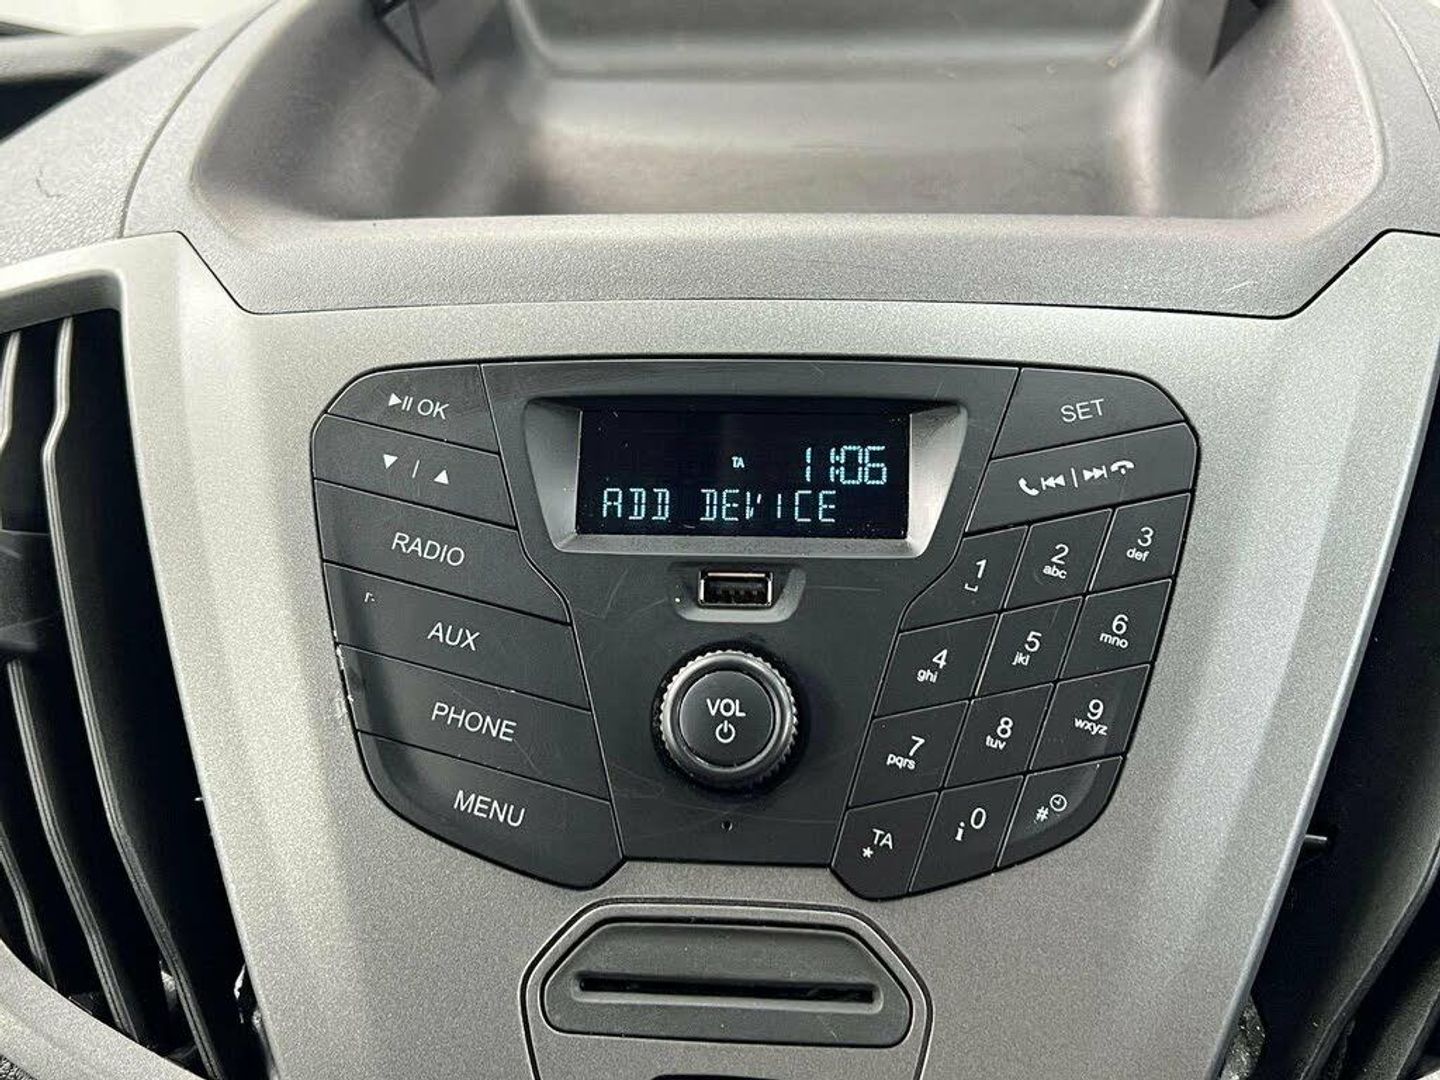 OK
SET
TA 11:06
ADD DEVICE
RADIO
AUX
PHONE
MENU
VOL
1
2 abc
3 def
4 ghi
5 jkl
6 mno
7 pqrs
8 tuv
9 wxyz
* TA
i 0
#